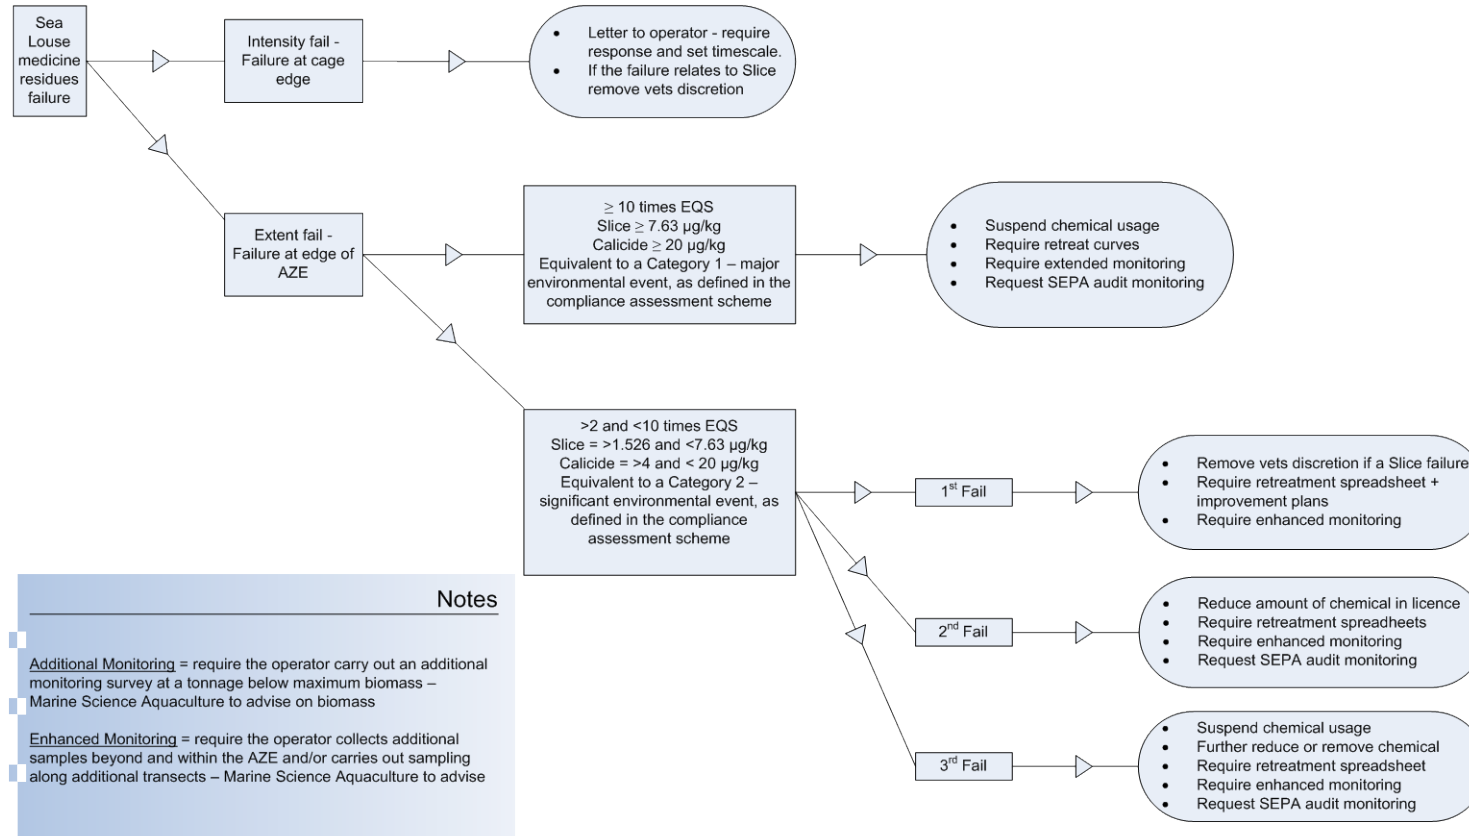 Sea
Louse
medicine
residues
failure
Intensity fail -
Failure at cage
edge
• Letter to operator - require
response and set timescale.
• If the failure relates to Slice
remove vets discretion
Extent fail -
Failure at edge of
AZE
≥ 10 times EQS
Slice ≥ 7.63 µg/kg
Calicide ≥ 20 µg/kg
Equivalent to a Category 1 – major
environmental event, as defined in the
compliance assessment scheme
• Suspend chemical usage
• Require retreat curves
• Require extended monitoring
• Request SEPA audit monitoring
>2 and <10 times EQS
Slice = >1.526 and <7.63 µg/kg
Calicide = >4 and < 20 µg/kg
Equivalent to a Category 2 –
significant environmental event, as
defined in the compliance
assessment scheme
1st Fail
• Remove vets discretion if a Slice failure
• Require retreatment spreadsheet +
improvement plans
• Require enhanced monitoring
2nd Fail
• Reduce amount of chemical in licence
• Require retreatment spreadheets
• Require enhanced monitoring
• Request SEPA audit monitoring
3rd Fail
• Suspend chemical usage
• Further reduce or remove chemical
• Require retreatment spreadsheet
• Require enhanced monitoring
• Request SEPA audit monitoring
Notes
Additional Monitoring = require the operator carry out an additional
monitoring survey at a tonnage below maximum biomass –
Marine Science Aquaculture to advise on biomass
Enhanced Monitoring = require the operator collects additional
samples beyond and within the AZE and/or carries out sampling
along additional transects – Marine Science Aquaculture to advise